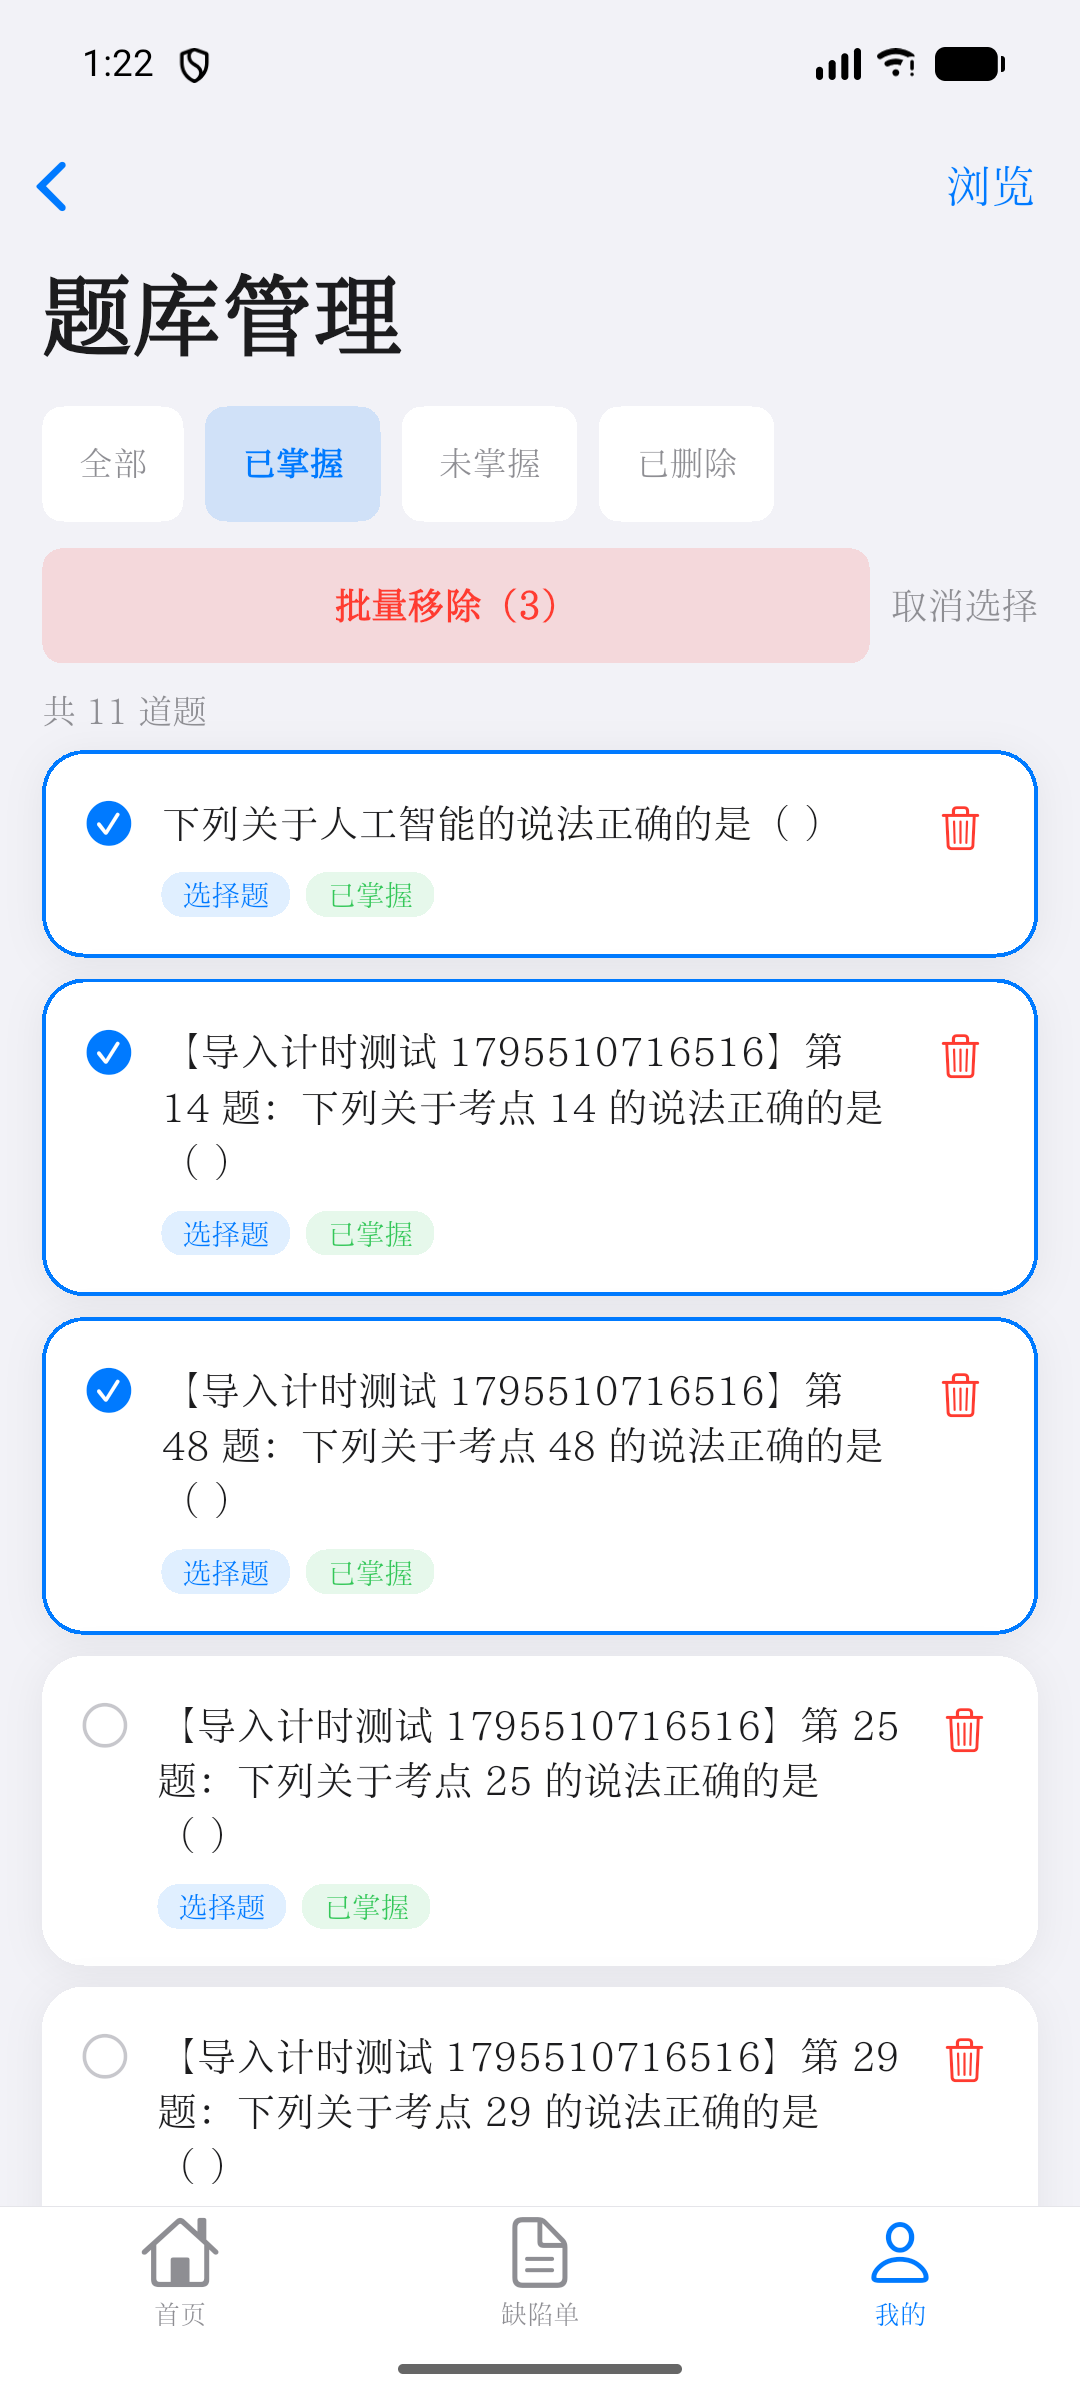 1:22
浏览
题库管理
全部 已掌握 未掌握 已删除
批量移除（3） 取消选择
共 11 道题
下列关于人工智能的说法正确的是（ ）
选择题 已掌握
【导入计时测试 1795510716516】第
14 题：下列关于考点 14 的说法正确的是
（ ）
选择题 已掌握
【导入计时测试 1795510716516】第
48 题：下列关于考点 48 的说法正确的是
（ ）
选择题 已掌握
【导入计时测试 1795510716516】第 25
题：下列关于考点 25 的说法正确的是
（ ）
选择题 已掌握
【导入计时测试 1795510716516】第 29
题：下列关于考点 29 的说法正确的是
（ ）
首页 缺陷单 我的